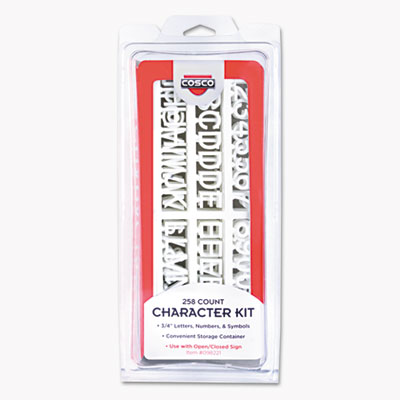 COSCO
258 COUNT
CHARACTER KIT
• 3/4" Letters, Numbers, & Symbols
• Convenient Storage Container
• Use with Open/Closed Sign